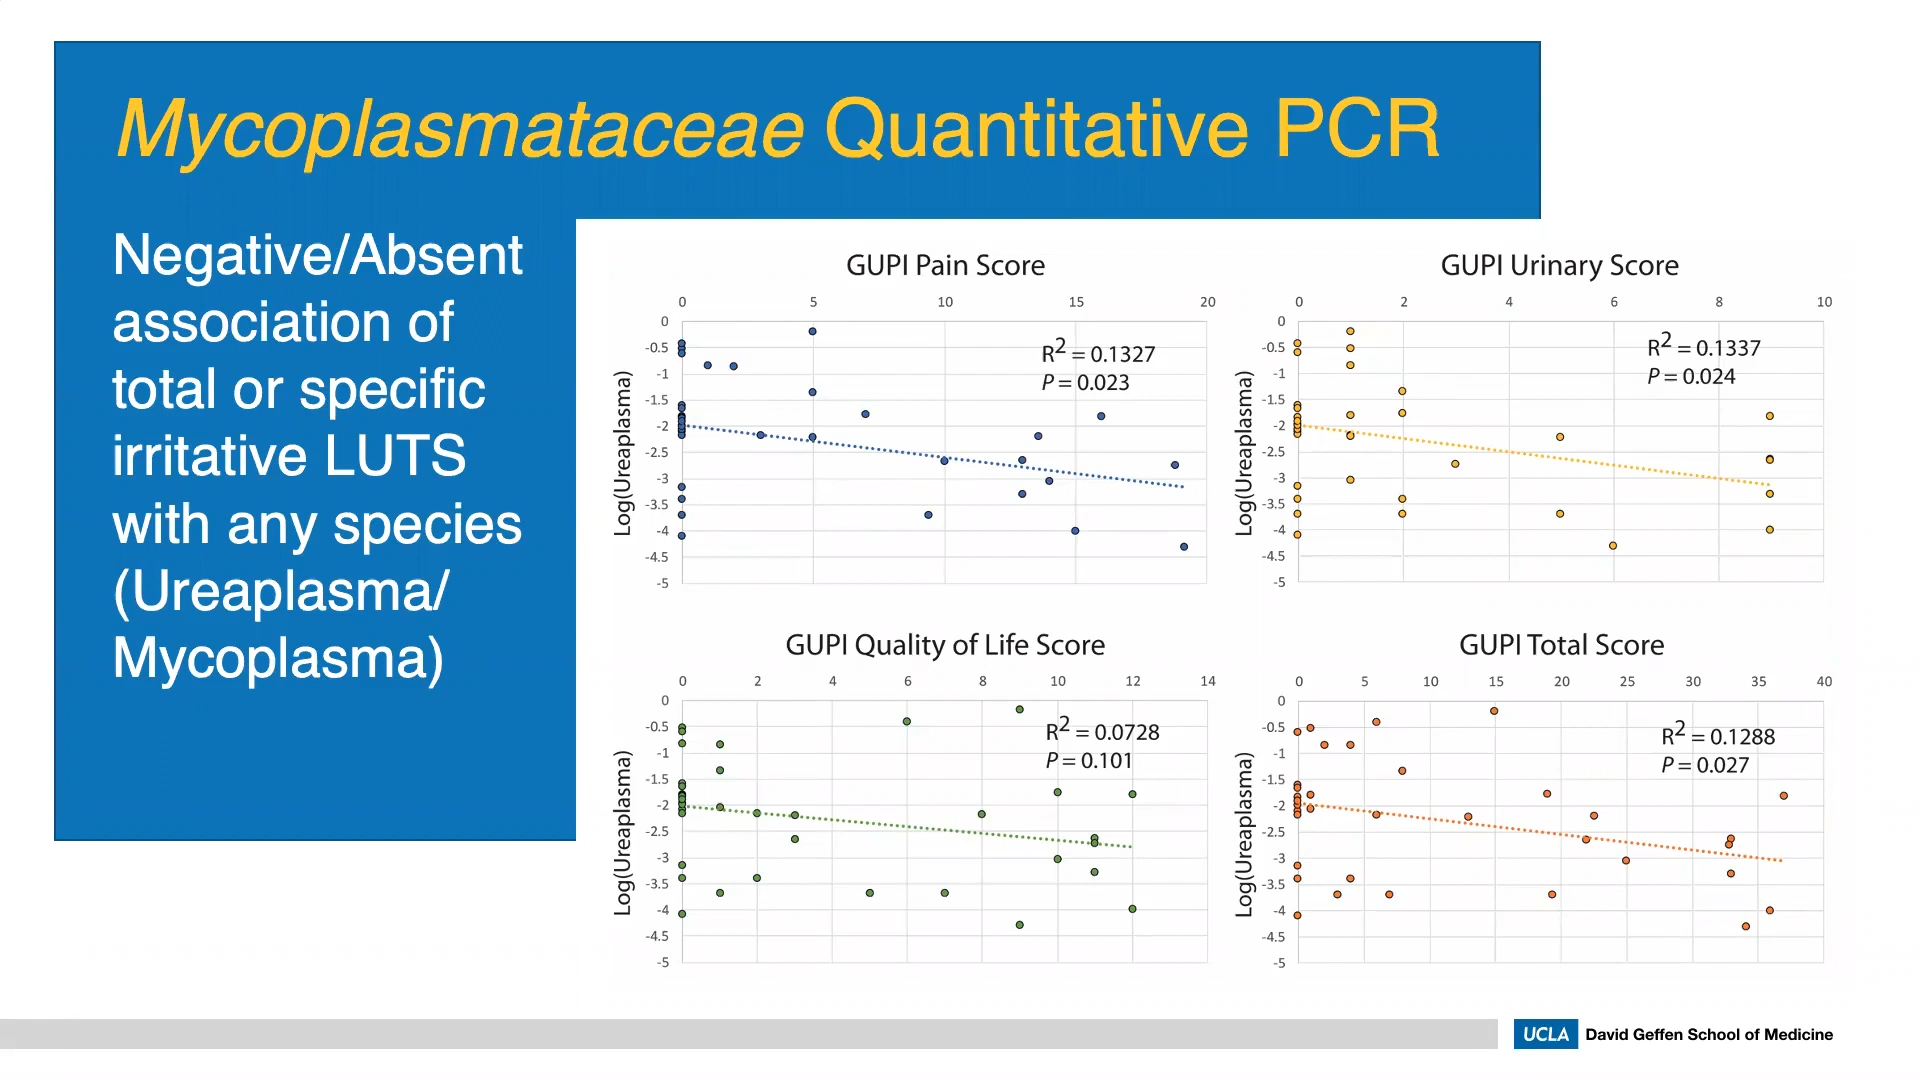 Mycoplasmataceae Quantitative PCR
Negative/Absent
association of
total or specific
irritative LUTS
with any species
(Ureaplasma/
Mycoplasma)
GUPI Pain Score
0 5 10 15 20
0
-0.5
-1
-1.5
-2
-2.5
-3
-3.5
-4
-4.5
-5
Log(Ureaplasma)
R2 = 0.1327
P = 0.023
GUPI Urinary Score
0 2 4 6 8 10
0
-0.5
-1
-1.5
-2
-2.5
-3
-3.5
-4
-4.5
-5
Log(Ureaplasma)
R2 = 0.1337
P = 0.024
GUPI Quality of Life Score
0 2 4 6 8 10 12 14
0
-0.5
-1
-1.5
-2
-2.5
-3
-3.5
-4
-4.5
-5
Log(Ureaplasma)
R2 = 0.0728
P = 0.101
GUPI Total Score
0 5 10 15 20 25 30 35 40
0
-0.5
-1
-1.5
-2
-2.5
-3
-3.5
-4
-4.5
-5
Log(Ureaplasma)
R2 = 0.1288
P = 0.027
UCLA David Geffen School of Medicine